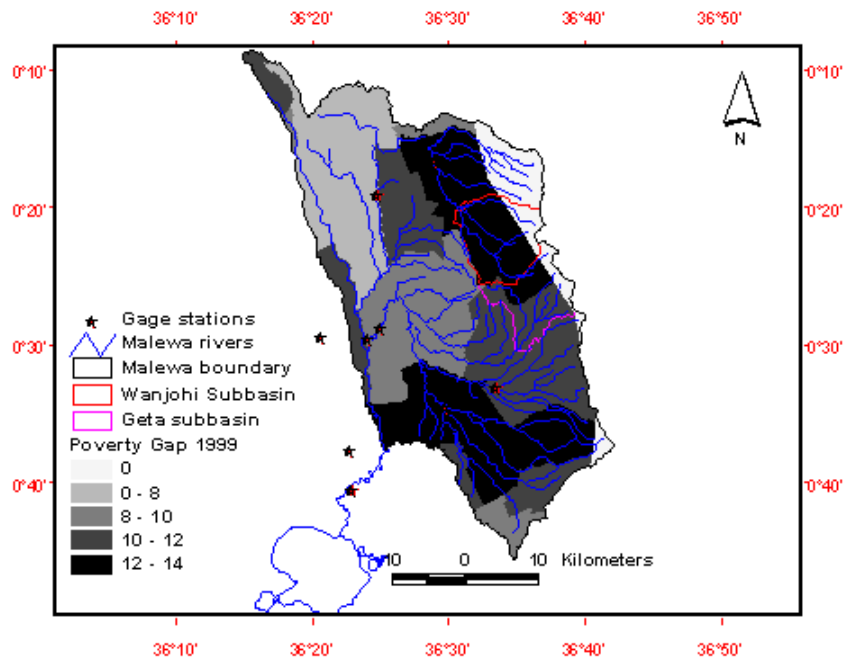 36°10' 36°20' 36°30' 36°40' 36°50'
0°10' 0°10'
N
0°20' 0°20'
Gage stations
Malewa rivers
0°30' 0°30'
Malewa boundary
Wanjohi Subbasin
Geta subbasin
Poverty Gap 1999
0
0°40' 0°40'
0 - 8
8 - 10
10 - 12
12 - 14
10 0 10 Kilometers
36°10' 36°20' 36°30' 36°40' 36°50'